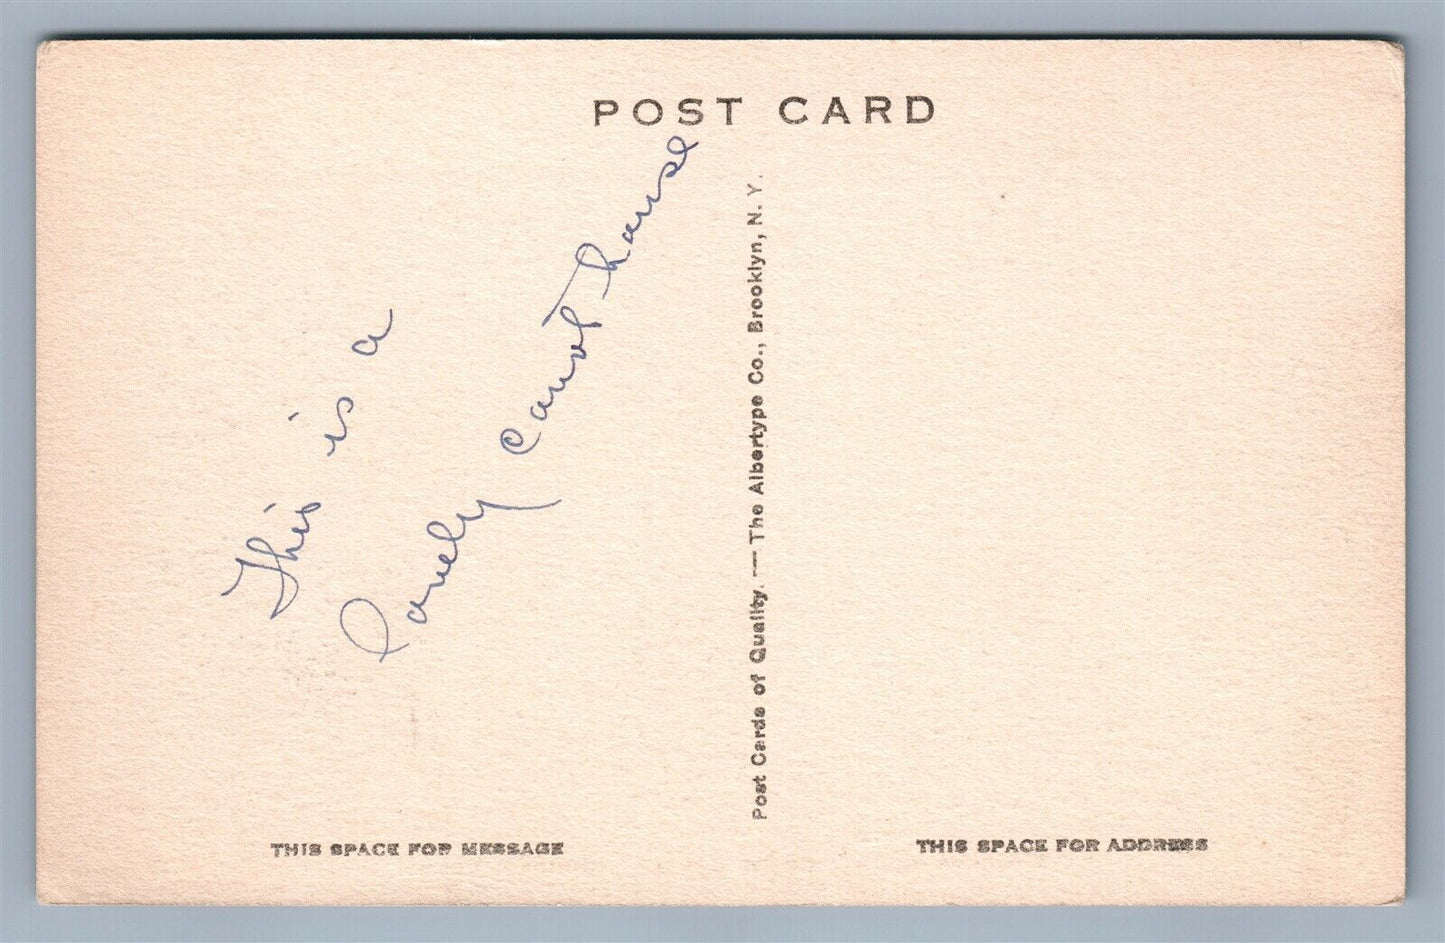 POST CARD
This is a
lovely Court house
Post Cards of Quality. — The Albertype Co., Brooklyn, N. Y.
THIS SPACE FOR MESSAGE
THIS SPACE FOR ADDRESS